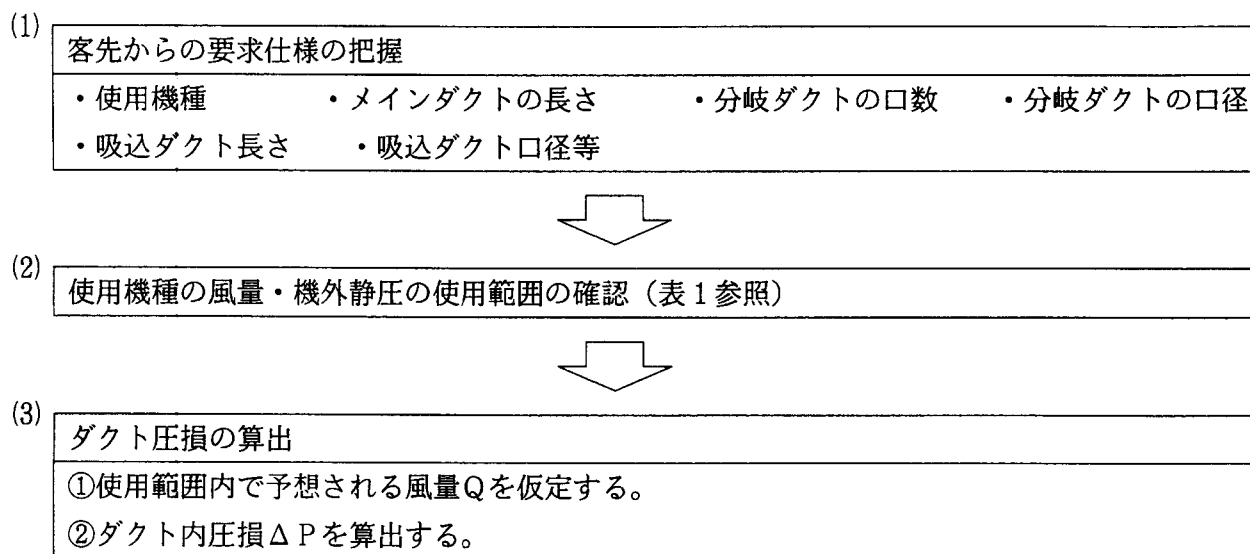 (1)
客先からの要求仕様の把握
・使用機種 ・メインダクトの長さ ・分岐ダクトの口数 ・分岐ダクトの口径
・吸込ダクト長さ ・吸込ダクト口径等
(2)
使用機種の風量・機外静圧の使用範囲の確認（表1参照）
(3)
ダクト圧損の算出
①使用範囲内で予想される風量Qを仮定する。
②ダクト内圧損ΔPを算出する。